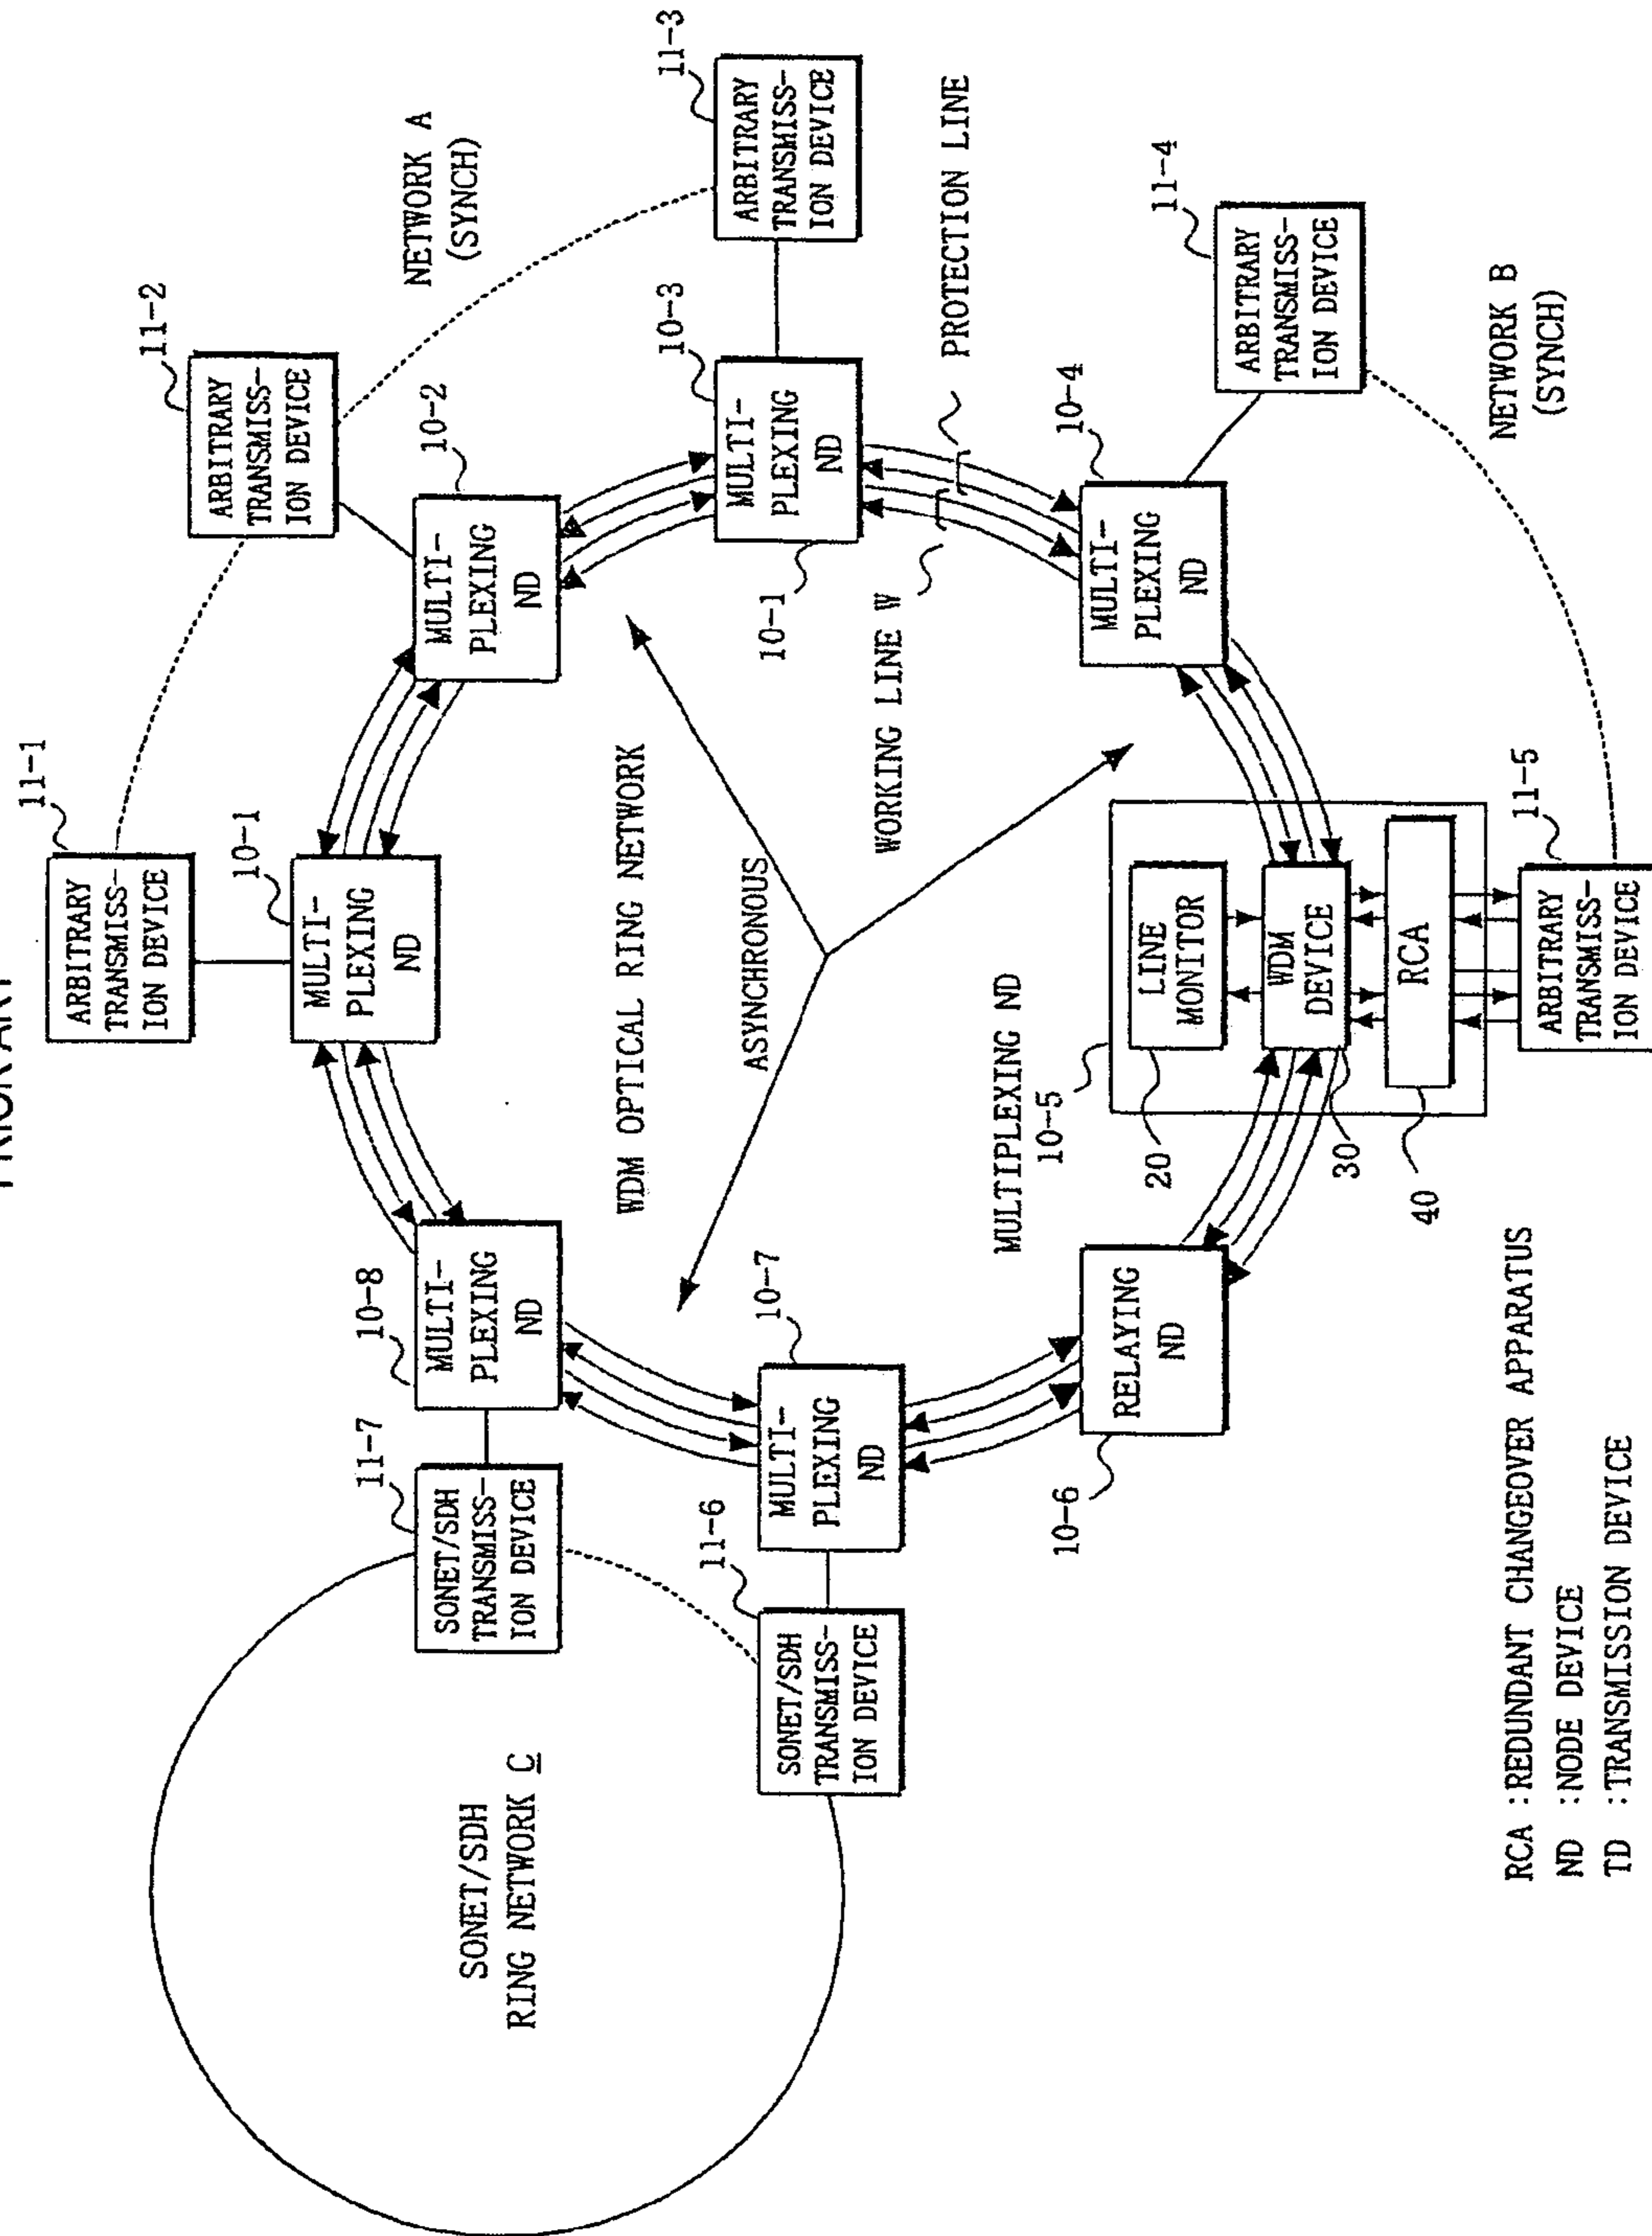 PRIOR ART
11-1
ARBITRARY
TRANSMISS-
ION DEVICE
10-1
MULTI-
PLEXING
ND
11-2
ARBITRARY
TRANSMISS-
ION DEVICE
10-2
MULTI-
PLEXING
ND
NETWORK A
(SYNCH)
11-3
ARBITRARY
TRANSMISS-
ION DEVICE
10-3
MULTI-
PLEXING
ND
10-1
PROTECTION LINE
WORKING LINE W
10-4
MULTI-
PLEXING
ND
11-4
ARBITRARY
TRANSMISS-
ION DEVICE
NETWORK B
(SYNCH)
WDM OPTICAL RING NETWORK
ASYNCHRONOUS
MULTIPLEXING ND
10-5
LINE
MONITOR
20
WDM
DEVICE
30
RCA
40
11-5
ARBITRARY
TRANSMISS-
ION DEVICE
RELAYING
ND
10-6
10-7
MULTI-
PLEXING
ND
11-6
SONET/SDH
TRANSMISS-
ION DEVICE
10-8
MULTI-
PLEXING
ND
11-7
SONET/SDH
TRANSMISS-
ION DEVICE
SONET/SDH
RING NETWORK C
RCA :REDUNDANT CHANGEOVER APPARATUS
ND :NODE DEVICE
TD :TRANSMISSION DEVICE